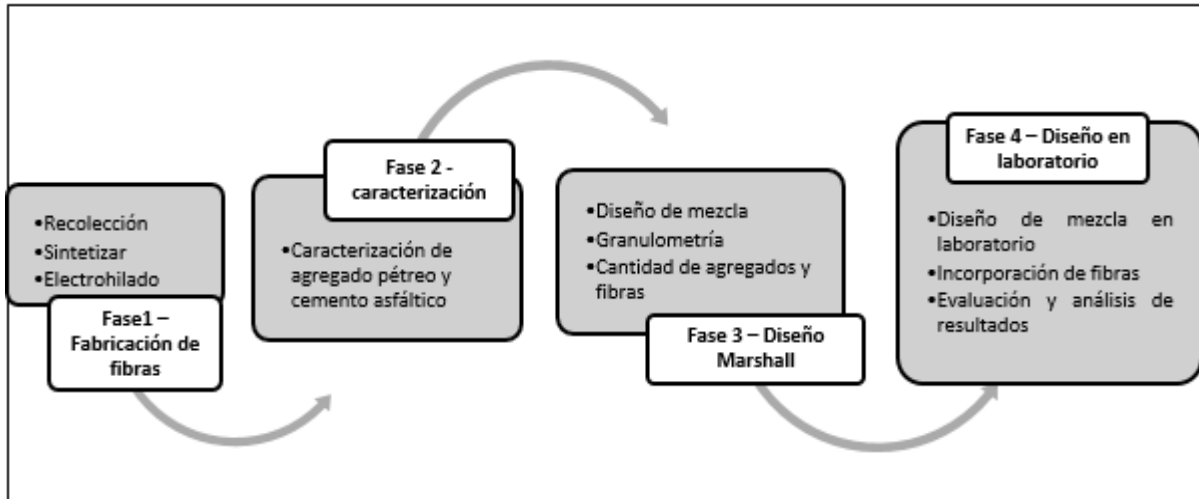 •Recolección
•Sintetizar
•Electrohilado
Fase1 –
Fabricación de
fibras
Fase 2 -
caracterización
•Caracterización de
agregado pétreo y
cemento asfáltico
•Diseño de mezcla
•Granulometría
•Cantidad de agregados y
fibras
Fase 3 – Diseño
Marshall
Fase 4 – Diseño en
laboratorio
•Diseño de mezcla en
laboratorio
•Incorporación de fibras
•Evaluación y análisis de
resultados